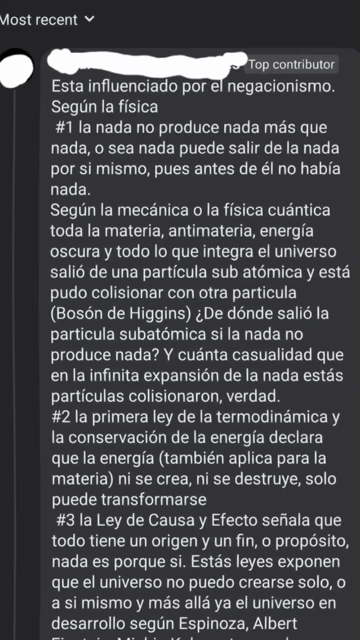 Most recent
Top contributor
Esta influenciado por el negacionismo.
Según la física
#1 la nada no produce nada más que
nada, o sea nada puede salir de la nada
por si mismo, pues antes de él no había
nada.
Según la mecánica o la física cuántica
toda la materia, antimateria, energía
oscura y todo lo que integra el universo
salió de una partícula sub atómica y está
pudo colisionar con otra particula
(Bosón de Higgins) ¿De dónde salió la
particula subatómica si la nada no
produce nada? Y cuánta casualidad que
en la infinita expansión de la nada estás
partículas colisionaron, verdad.
#2 la primera ley de la termodinámica y
la conservación de la energía declara
que la energía (también aplica para la
materia) ni se crea, ni se destruye, solo
puede transformarse
#3 la Ley de Causa y Efecto señala que
todo tiene un origen y un fin, o propósito,
nada es porque si. Estás leyes exponen
que el universo no puedo crearse solo, o
a si mismo y más allá ya el universo en
desarrollo según Espinoza, Albert